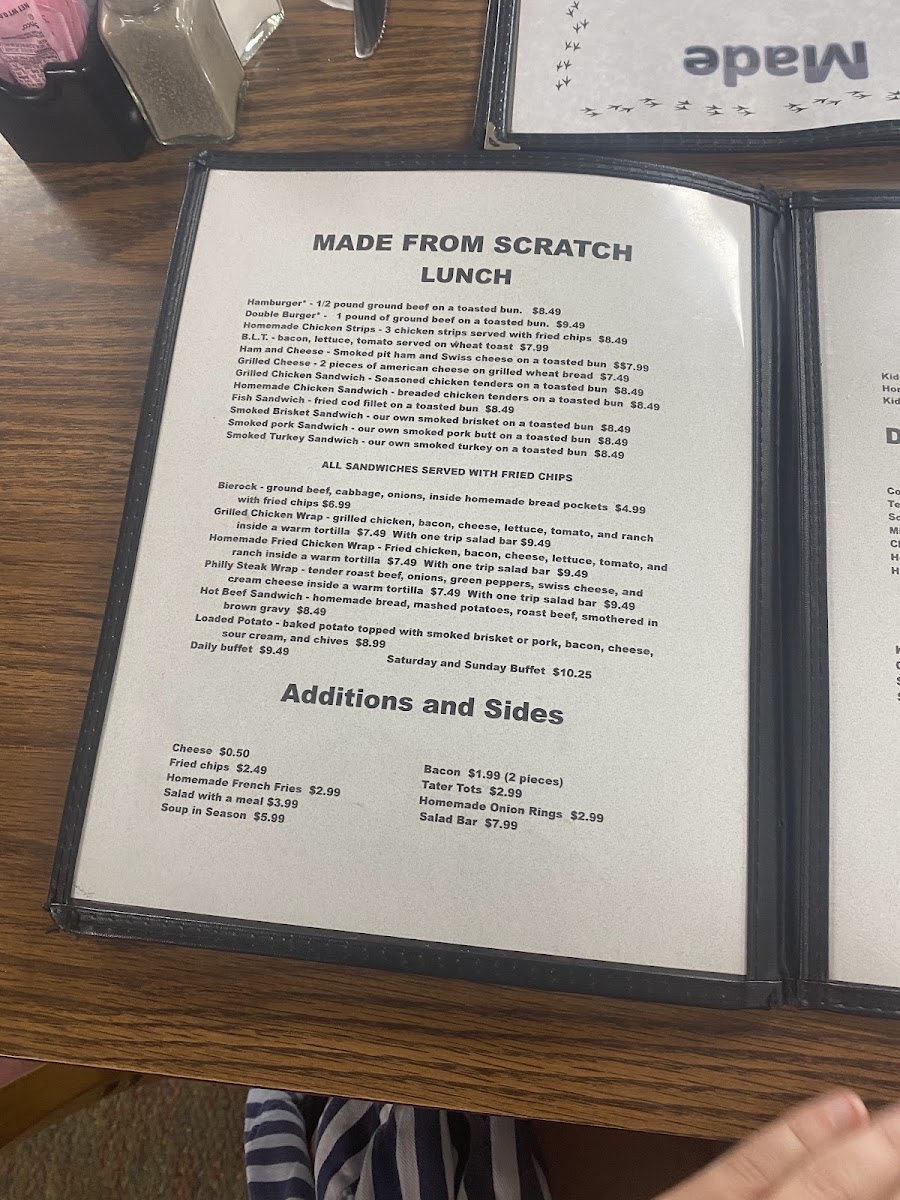 NET WT 0.0
Made
MADE FROM SCRATCH
LUNCH
Hamburger* - 1/2 pound ground beef on a toasted bun. $8.49
Double Burger* - 1 pound of ground beef on a toasted bun. $9.49
Homemade Chicken Strips - 3 chicken strips served with fried chips $8.49
B.L.T. - bacon, lettuce, tomato served on wheat toast $7.99
Ham and Cheese - Smoked pit ham and Swiss cheese on a toasted bun $$7.99
Grilled Cheese - 2 pieces of american cheese on grilled wheat bread $7.49
Grilled Chicken Sandwich - Seasoned chicken tenders on a toasted bun $8.49
Homemade Chicken Sandwich - breaded chicken tenders on a toasted bun $8.49
Fish Sandwich - fried cod fillet on a toasted bun $8.49
Smoked Brisket Sandwich - our own smoked brisket on a toasted bun $8.49
Smoked pork Sandwich - our own smoked pork butt on a toasted bun $8.49
Smoked Turkey Sandwich - our own smoked turkey on a toasted bun $8.49
ALL SANDWICHES SERVED WITH FRIED CHIPS
Bierock - ground beef, cabbage, onions, inside homemade bread pockets $4.99
with fried chips $6.99
Grilled Chicken Wrap - grilled chicken, bacon, cheese, lettuce, tomato, and ranch
inside a warm tortilla $7.49 With one trip salad bar $9.49
Homemade Fried Chicken Wrap - Fried chicken, bacon, cheese, lettuce, tomato, and
ranch inside a warm tortilla $7.49 With one trip salad bar $9.49
Philly Steak Wrap - tender roast beef, onions, green peppers, swiss cheese, and
cream cheese inside a warm tortilla $7.49 With one trip salad bar $9.49
Hot Beef Sandwich - homemade bread, mashed potatoes, roast beef, smothered in
brown gravy $8.49
Loaded Potato - baked potato topped with smoked brisket or pork, bacon, cheese,
sour cream, and chives $8.99
Daily buffet $9.49 Saturday and Sunday Buffet $10.25
Additions and Sides
Cheese $0.50
Fried chips $2.49
Homemade French Fries $2.99
Salad with a meal $3.99
Soup in Season $5.99
Bacon $1.99 (2 pieces)
Tater Tots $2.99
Homemade Onion Rings $2.99
Salad Bar $7.99
Kid
Hor
Kid
D
Co
Te
So
M